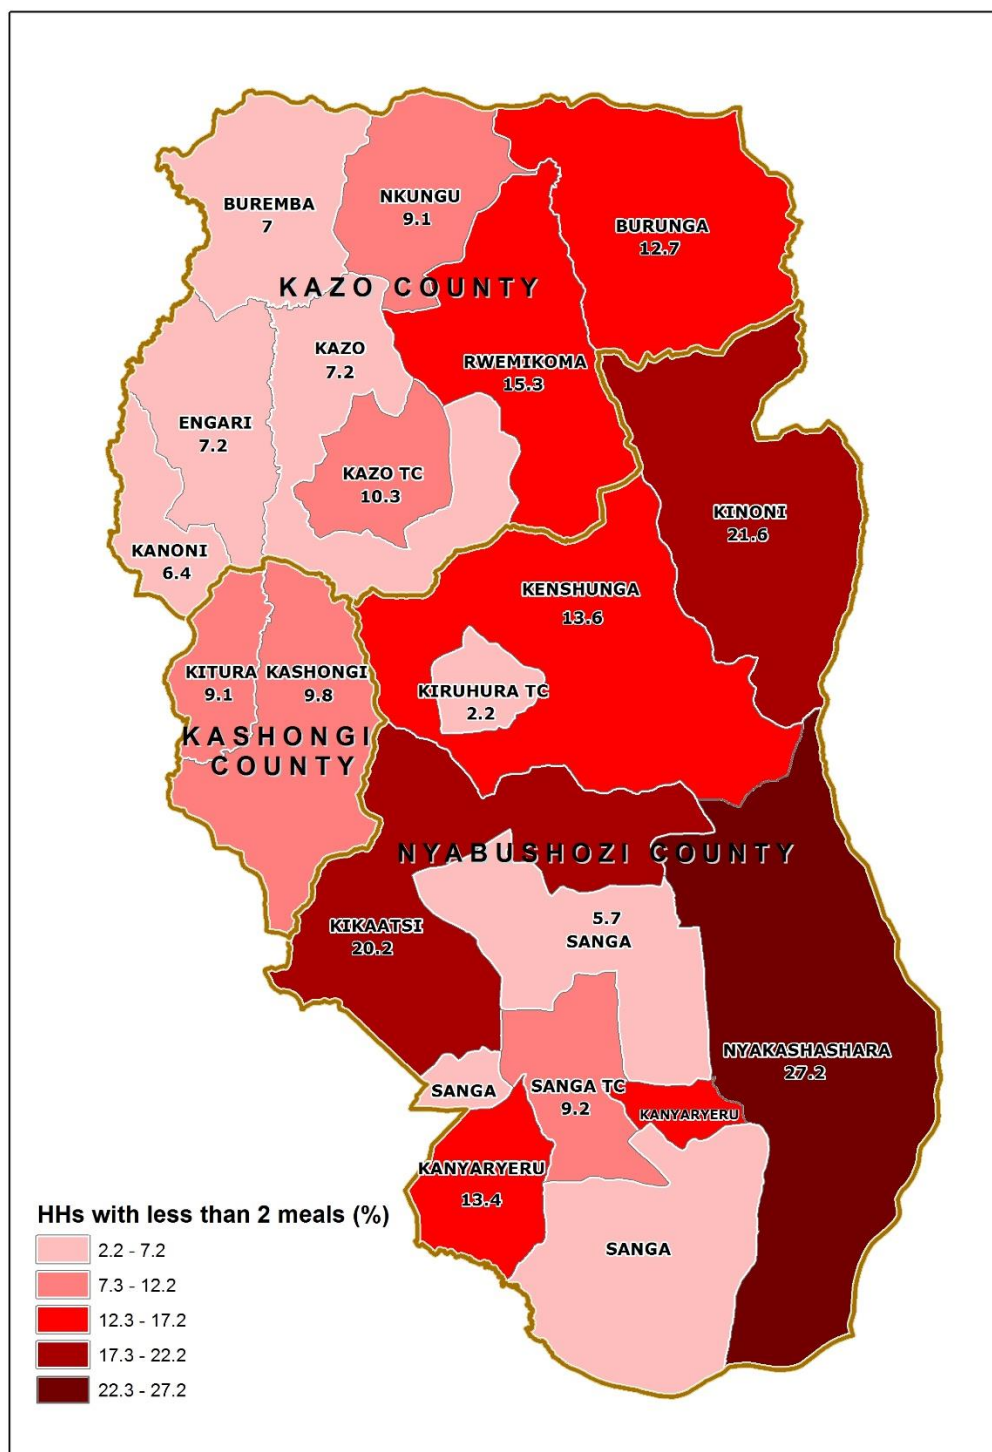 BUREMBA
7
NKUNGU
9.1
BURUNGA
12.7
KAZO COUNTY
KAZO
7.2
RWEMIKOMA
15.3
ENGARI
7.2
KAZO TC
10.3
KINONI
21.6
KANONI
6.4
KENSHUNGA
13.6
KITURA
9.1
KASHONGI
9.8
KIRUHURA TC
2.2
KASHONGI
COUNTY
NYABUSHOZI COUNTY
5.7
SANGA
KIKAATSI
20.2
NYAKASHASHARA
27.2
SANGA
SANGA TC
9.2
KANYARYERU
KANYARYERU
13.4
SANGA
HHs with less than 2 meals (%)
2.2 - 7.2
7.3 - 12.2
12.3 - 17.2
17.3 - 22.2
22.3 - 27.2